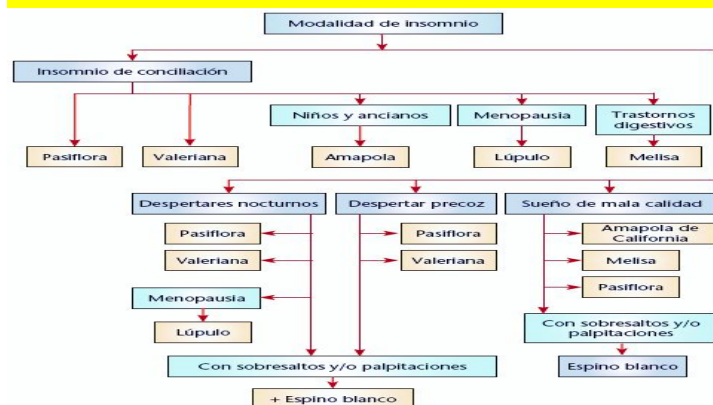 Modalidad de insomnio
Insomnio de conciliación
Niños y ancianos
Menopausia
Trastornos
digestivos
Pasiflora
Valeriana
Amapola
Lúpulo
Melisa
Despertares nocturnos
Despertar precoz
Sueño de mala calidad
Pasiflora
Pasiflora
Amapola de
California
Valeriana
Valeriana
Melisa
Menopausia
Pasiflora
Lúpulo
Con sobresaltos y/o
palpitaciones
Con sobresaltos y/o palpitaciones
Espino blanco
+ Espino blanco